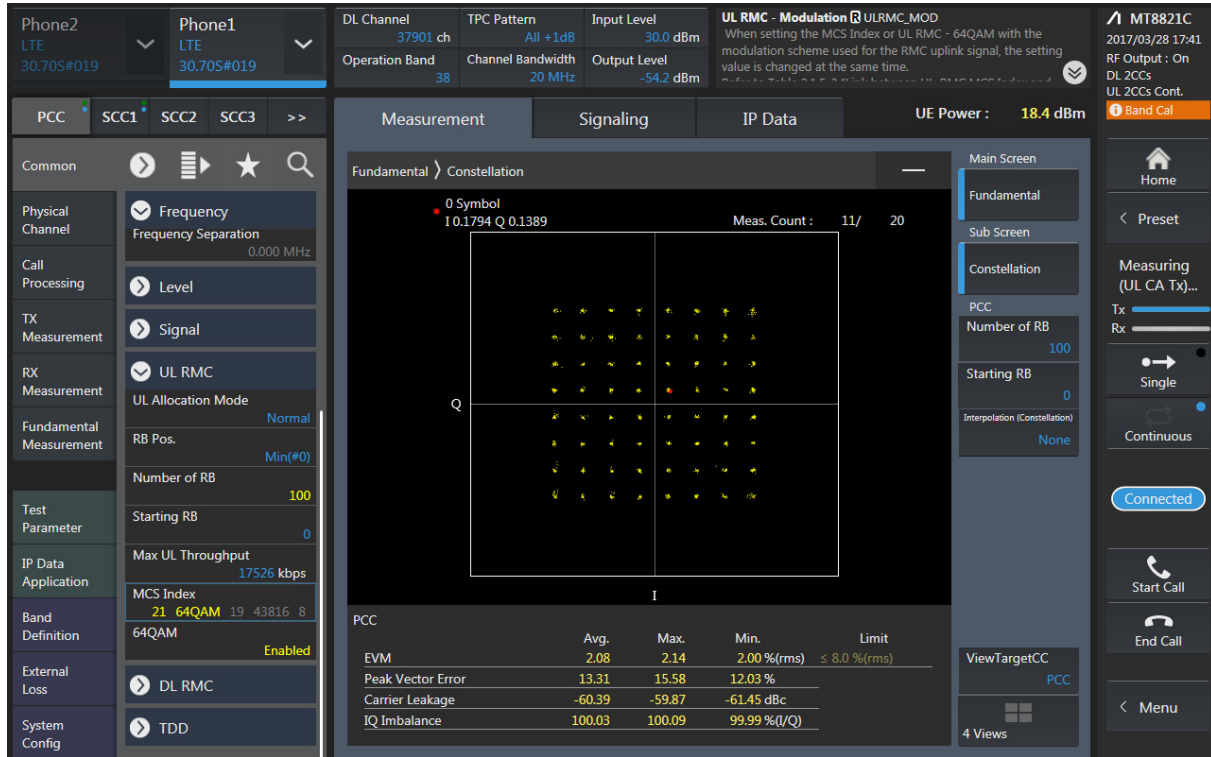 Phone2
LTE
30.70S#019
Phone1
LTE
30.70S#019
DL Channel
37901 ch
TPC Pattern
All +1dB
Input Level
30.0 dBm
Operation Band
38
Channel Bandwidth
20 MHz
Output Level
-54.2 dBm
UL RMC - Modulation R ULRMC_MOD
When setting the MCS Index or UL RMC - 64QAM with the
modulation scheme used for the RMC uplink signal, the setting
value is changed at the same time.
MT8821C
2017/03/28 17:41
RF Output : On
DL 2CCs
UL 2CCs Cont.
Band Cal
PCC
SCC1
SCC2
SCC3
>>
Measurement
Signaling
IP Data
UE Power : 18.4 dBm
Common
Physical
Channel
Call
Processing
TX
Measurement
RX
Measurement
Fundamental
Measurement
Test
Parameter
IP Data
Application
Band
Definition
External
Loss
System
Config
Frequency
Frequency Separation
0.000 MHz
Level
Signal
UL RMC
UL Allocation Mode
Normal
RB Pos.
Min(#0)
Number of RB
100
Starting RB
0
Max UL Throughput
17526 kbps
MCS Index
21 64QAM 19 43816 8
64QAM
Enabled
DL RMC
TDD
Fundamental 〉 Constellation
0 Symbol
I 0.1794 Q 0.1389
Meas. Count : 11/ 20
Q
I
PCC
Avg. Max. Min. Limit
EVM 2.08 2.14 2.00 %(rms) ≤ 8.0 %(rms)
Peak Vector Error 13.31 15.58 12.03 %
Carrier Leakage -60.39 -59.87 -61.45 dBc
IQ Imbalance 100.03 100.09 99.99 %(I/Q)
Main Screen
Fundamental
Sub Screen
Constellation
PCC
Number of RB
100
Starting RB
0
Interpolation (Constellation)
None
ViewTargetCC
PCC
4 Views
Home
< Preset
Measuring
(UL CA Tx)...
Tx
Rx
Single
Continuous
Connected
Start Call
End Call
< Menu